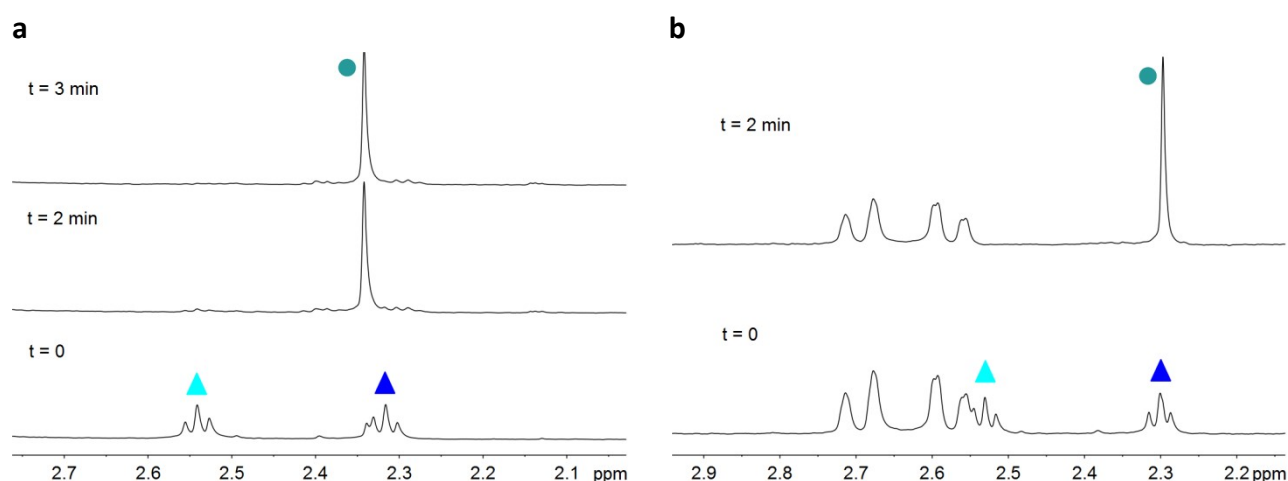 a
t = 3 min
t = 2 min
t = 0
2.7 2.6 2.5 2.4 2.3 2.2 2.1 ppm
b
t = 2 min
t = 0
2.9 2.8 2.7 2.6 2.5 2.4 2.3 2.2 ppm